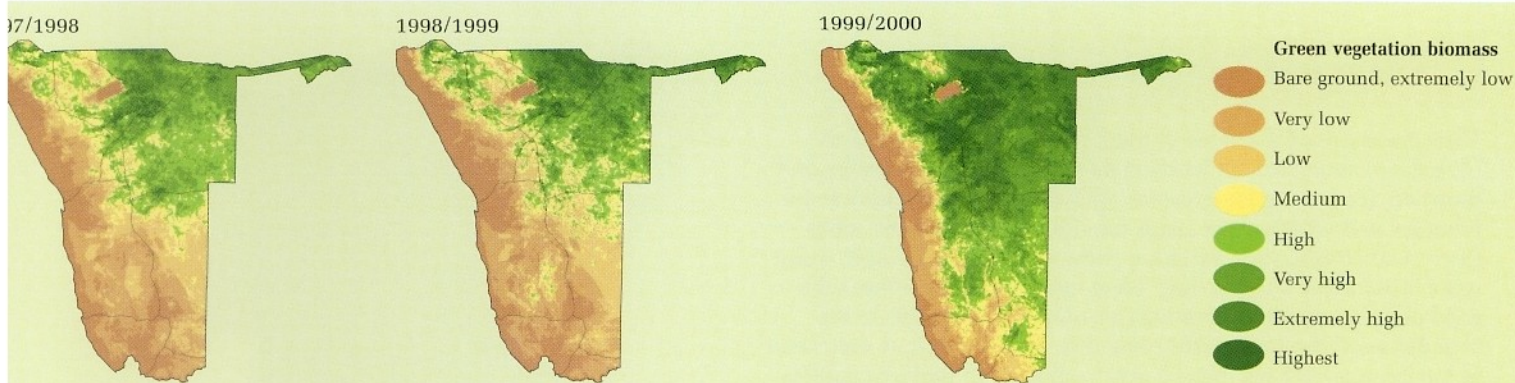 97/1998
1998/1999
1999/2000
Green vegetation biomass
Bare ground, extremely low
Very low
Low
Medium
High
Very high
Extremely high
Highest